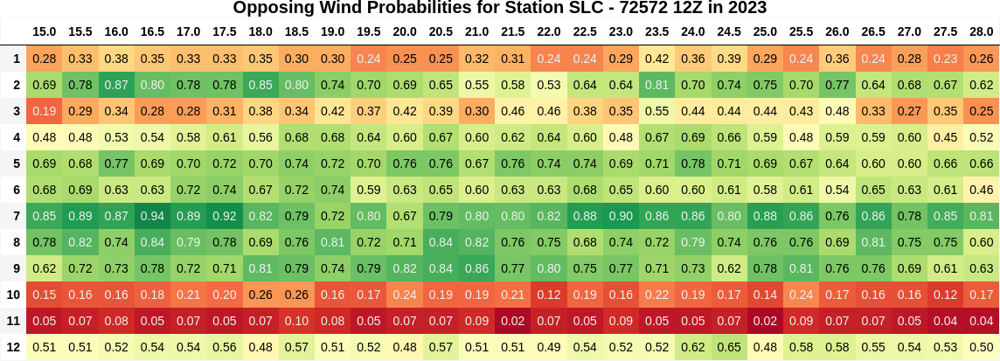 Opposing Wind Probabilities for Station SLC - 72572 12Z in 2023
15.0 15.5 16.0 16.5 17.0 17.5 18.0 18.5 19.0 19.5 20.0 20.5 21.0 21.5 22.0 22.5 23.0 23.5 24.0 24.5 25.0 25.5 26.0 26.5 27.0 27.5 28.0
1 0.28 0.33 0.38 0.35 0.33 0.33 0.35 0.30 0.30 0.24 0.25 0.25 0.32 0.31 0.24 0.24 0.29 0.42 0.36 0.39 0.29 0.24 0.36 0.24 0.28 0.23 0.26
2 0.69 0.78 0.87 0.80 0.78 0.78 0.85 0.80 0.74 0.70 0.69 0.65 0.55 0.58 0.53 0.64 0.64 0.81 0.70 0.74 0.75 0.70 0.77 0.64 0.68 0.67 0.62
3 0.19 0.29 0.34 0.28 0.28 0.31 0.38 0.34 0.42 0.37 0.42 0.39 0.30 0.46 0.46 0.38 0.35 0.55 0.44 0.44 0.44 0.43 0.48 0.33 0.27 0.35 0.25
4 0.48 0.48 0.53 0.54 0.58 0.61 0.56 0.68 0.68 0.64 0.60 0.67 0.60 0.62 0.64 0.60 0.48 0.67 0.69 0.66 0.59 0.48 0.59 0.59 0.60 0.45 0.52
5 0.69 0.68 0.77 0.69 0.70 0.72 0.70 0.74 0.72 0.70 0.76 0.76 0.67 0.76 0.74 0.74 0.69 0.71 0.78 0.71 0.69 0.67 0.64 0.60 0.60 0.66 0.66
6 0.68 0.69 0.63 0.63 0.72 0.74 0.67 0.72 0.74 0.59 0.63 0.65 0.60 0.63 0.63 0.68 0.65 0.60 0.60 0.61 0.58 0.61 0.54 0.65 0.63 0.61 0.46
7 0.85 0.89 0.87 0.94 0.89 0.92 0.82 0.79 0.72 0.80 0.67 0.79 0.80 0.80 0.82 0.88 0.90 0.86 0.86 0.80 0.88 0.86 0.76 0.86 0.78 0.85 0.81
8 0.78 0.82 0.74 0.84 0.79 0.78 0.69 0.76 0.81 0.72 0.71 0.84 0.82 0.76 0.75 0.68 0.74 0.72 0.79 0.74 0.76 0.76 0.69 0.81 0.75 0.75 0.60
9 0.62 0.72 0.73 0.78 0.72 0.71 0.81 0.79 0.74 0.79 0.82 0.84 0.86 0.77 0.80 0.75 0.77 0.71 0.73 0.62 0.78 0.81 0.76 0.76 0.69 0.61 0.63
10 0.15 0.16 0.16 0.18 0.21 0.20 0.26 0.26 0.16 0.17 0.24 0.19 0.19 0.21 0.12 0.19 0.16 0.22 0.19 0.17 0.14 0.24 0.17 0.16 0.16 0.12 0.17
11 0.05 0.07 0.08 0.05 0.07 0.05 0.07 0.10 0.08 0.05 0.07 0.07 0.09 0.02 0.07 0.05 0.09 0.05 0.05 0.07 0.02 0.09 0.07 0.07 0.05 0.04 0.04
12 0.51 0.51 0.52 0.54 0.54 0.56 0.48 0.57 0.51 0.52 0.48 0.57 0.51 0.51 0.49 0.54 0.52 0.52 0.62 0.65 0.48 0.58 0.58 0.56 0.51 0.53 0.50